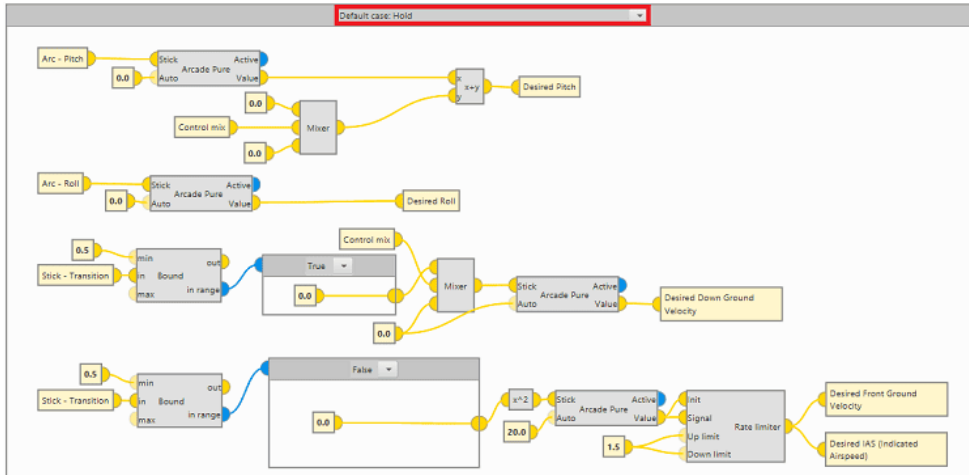 Default case: Hold
Arc - Pitch
Stick
Active
0.0
Auto
Arcade Pure
Value
x
x+y
y
Desired Pitch
0.0
Control mix
Mixer
0.0
Arc - Roll
Stick
Active
0.0
Auto
Arcade Pure
Value
Desired Roll
0.5
min
out
Stick - Transition
in
Bound
max
in range
True
0.0
Control mix
Mixer
0.0
Stick
Active
Arcade Pure
Auto
Value
Desired Down Ground
Velocity
0.5
min
out
Stick - Transition
in
Bound
max
in range
False
0.0
x^2
Stick
Active
Arcade Pure
20.0
Auto
Value
1.5
Init
Signal
Rate limiter
Up limit
Down limit
Desired Front Ground
Velocity
Desired IAS (Indicated
Airspeed)